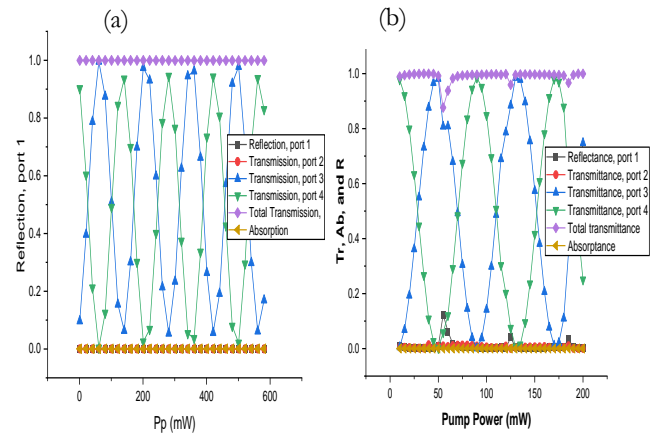 (a)
Reflection, port 1
1.0
0.8
0.6
0.4
0.2
0.0
0
200
400
600
Pp (mW)
Reflection, port 1
Transmission, port 2
Transmission, port 3
Transmission, port 4
Total Transmission,
Absorption
(b)
Tr, Ab, and R
1.0
0.8
0.6
0.4
0.2
0.0
0
50
100
150
200
Pump Power (mW)
Reflectance, port 1
Transmittance, port 2
Transmittance, port 3
Transmittance, port 4
Total transmittance
Absorptance